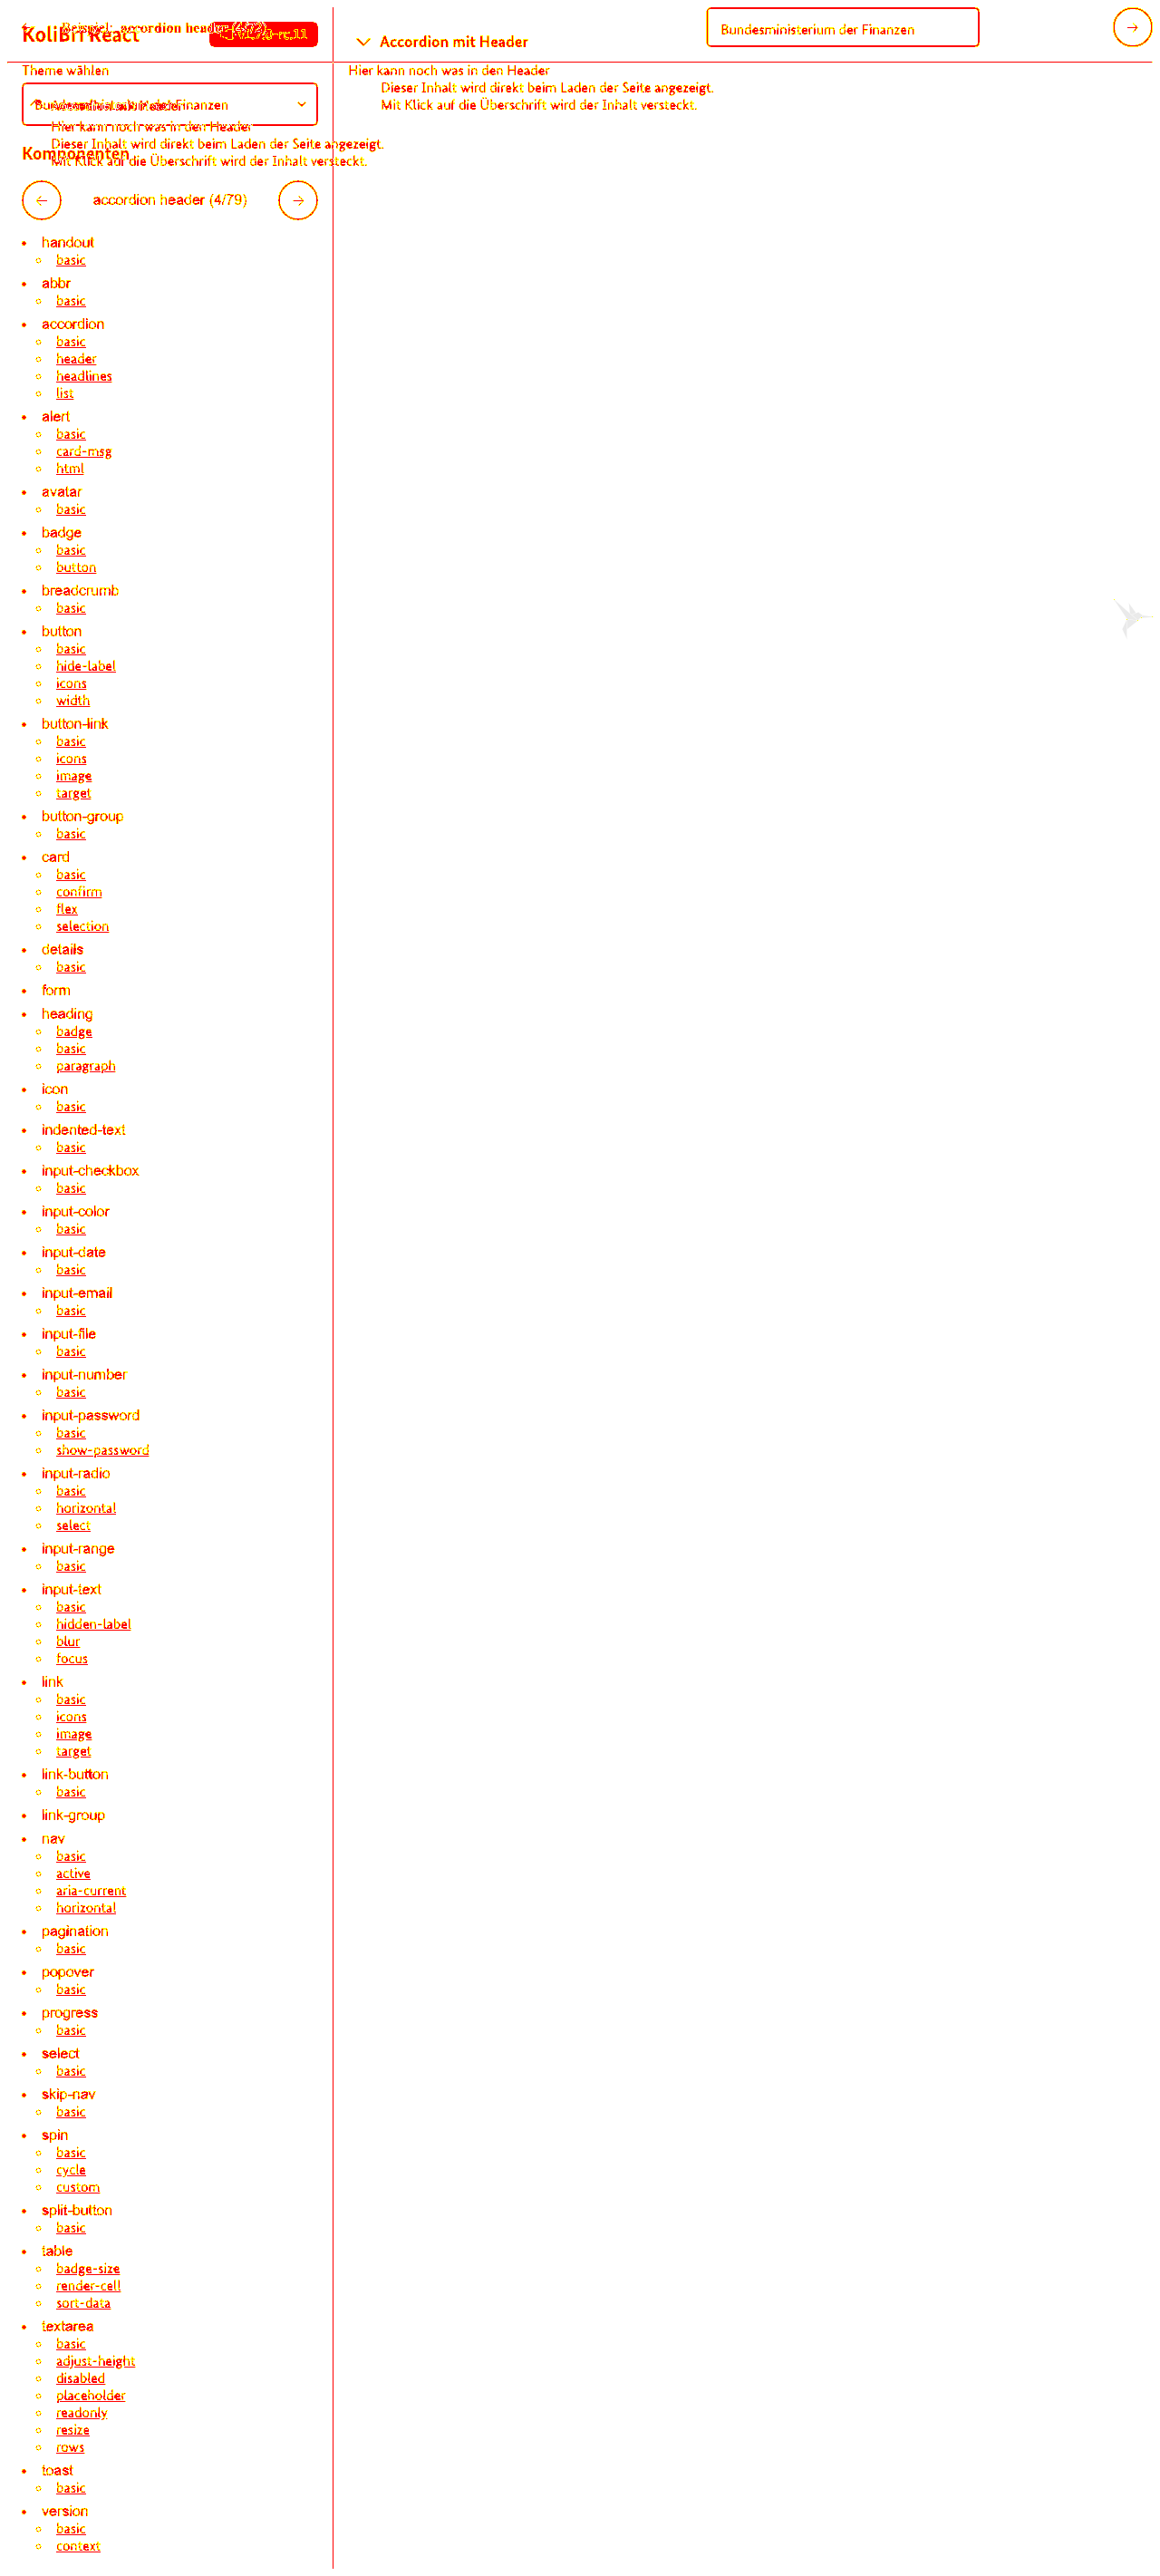 KoliBri React
Beispiel: accordion header (4/79)
Bundesministerium der Finanzen
Accordion mit Header
Theme wählen
Hier kann noch was in den Header
Dieser Inhalt wird direkt beim Laden der Seite angezeigt.
Mit Klick auf die Überschrift wird der Inhalt versteckt.
Bundesministerium der Finanzen
Hier kann noch was in den Header
Dieser Inhalt wird direkt beim Laden der Seite angezeigt.
Mit Klick auf die Überschrift wird der Inhalt versteckt.
Komponenten
accordion header (4/79)
handout
basic
abbr
basic
accordion
basic
header
headlines
list
alert
basic
card-msg
html
avatar
basic
badge
basic
button
breadcrumb
basic
button
basic
hide-label
icons
width
button-link
basic
icons
image
target
button-group
basic
card
basic
confirm
flex
selection
details
basic
form
heading
badge
basic
paragraph
icon
basic
indented-text
basic
input-checkbox
basic
input-color
basic
input-date
basic
input-email
basic
input-file
basic
input-number
basic
input-password
basic
show-password
input-radio
basic
horizontal
select
input-range
basic
input-text
basic
hidden-label
blur
focus
link
basic
icons
image
target
link-button
basic
link-group
nav
basic
active
aria-current
horizontal
pagination
basic
popover
basic
progress
basic
select
basic
skip-nav
basic
spin
basic
cycle
custom
split-button
basic
table
badge-size
render-cell
sort-data
textarea
basic
adjust-height
disabled
placeholder
readonly
resize
rows
toast
basic
version
basic
context